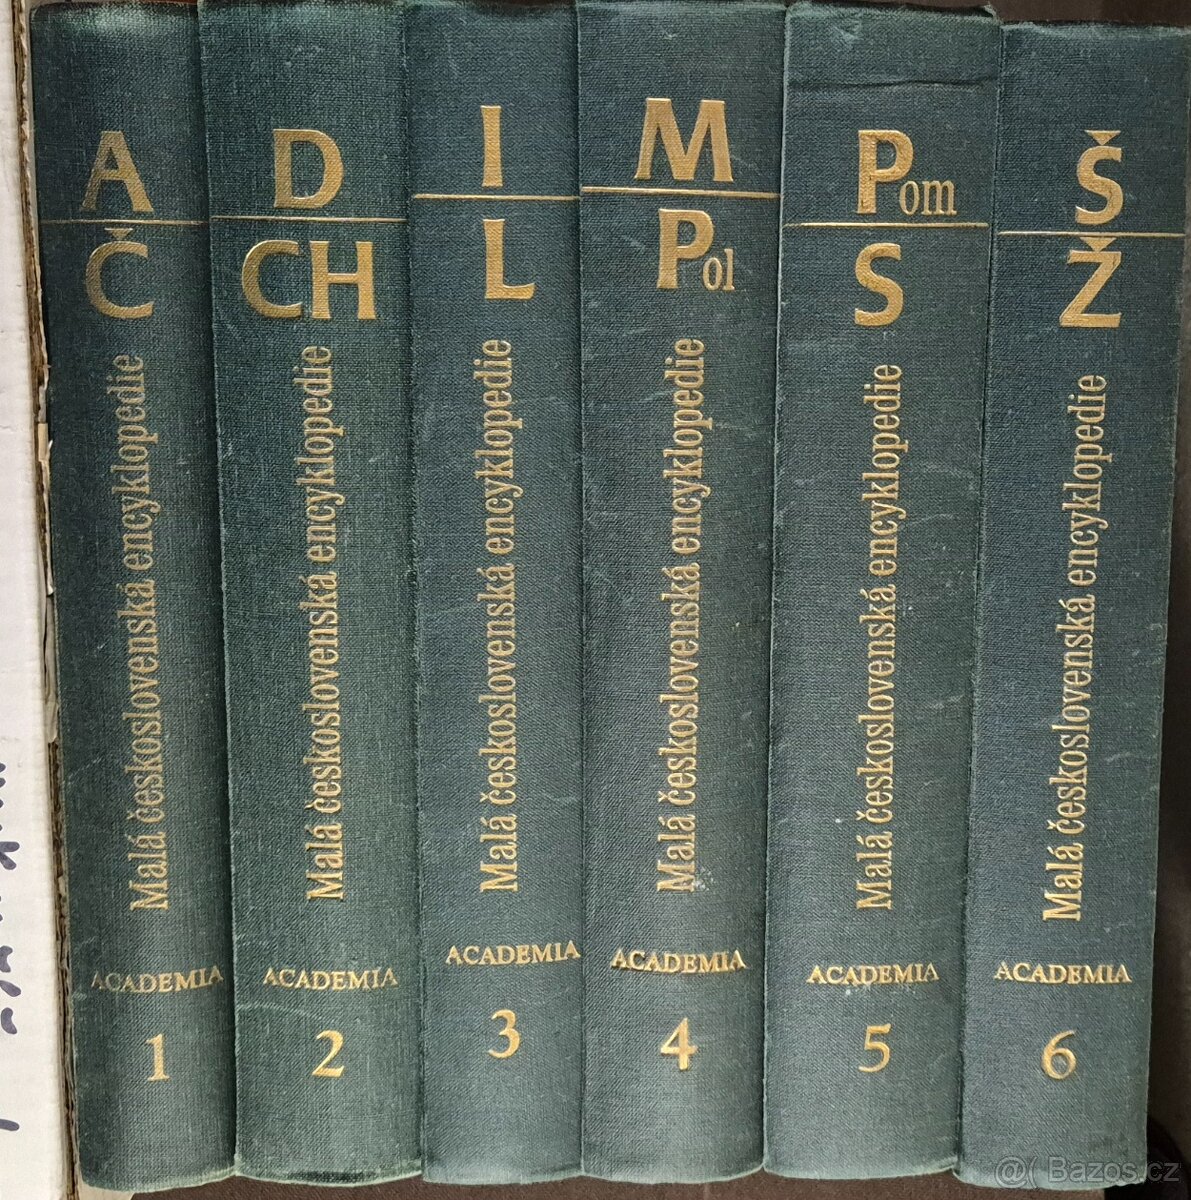 A
Č
Malá československá encyklopedie
ACADEMIA
1
D
CH
Malá československá encyklopedie
ACADEMIA
2
I
L
Malá československá encyklopedie
ACADEMIA
3
M
Pol
Malá československá encyklopedie
ACADEMIA
4
Pom
S
Malá československá encyklopedie
ACADEMIA
5
Š
Ž
Malá československá encyklopedie
ACADEMIA
6
@( Bazos.cz